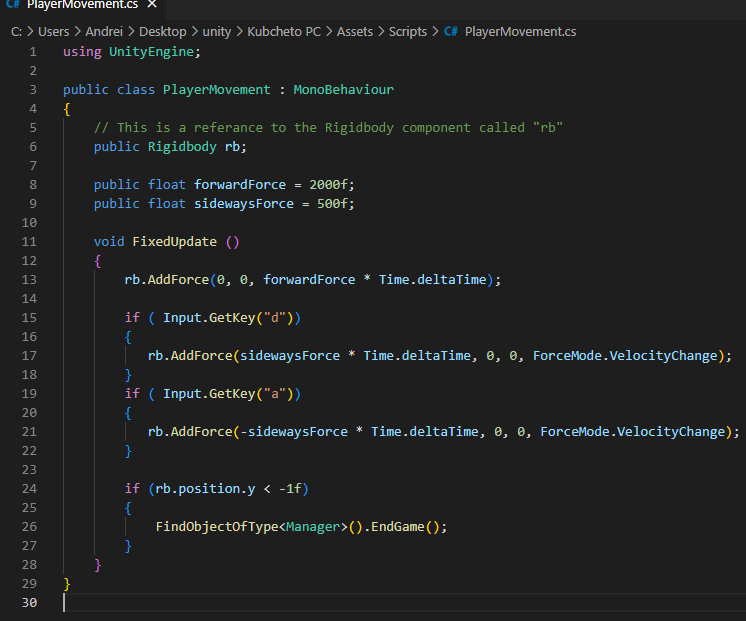 C# PlayerMovement.cs ×
C: > Users > Andrei > Desktop > unity > Kubcheto PC > Assets > Scripts > C# PlayerMovement.cs
1 using UnityEngine;
2
3 public class PlayerMovement : MonoBehaviour
4 {
5     // This is a referance to the Rigidbody component called "rb"
6     public Rigidbody rb;
7
8     public float forwardForce = 2000f;
9     public float sidewaysForce = 500f;
10
11     void FixedUpdate ()
12     {
13         rb.AddForce(0, 0, forwardForce * Time.deltaTime);
14
15         if ( Input.GetKey("d"))
16         {
17            rb.AddForce(sidewaysForce * Time.deltaTime, 0, 0, ForceMode.VelocityChange);
18         }
19         if ( Input.GetKey("a"))
20         {
21            rb.AddForce(-sidewaysForce * Time.deltaTime, 0, 0, ForceMode.VelocityChange);
22         }
23
24         if (rb.position.y < -1f)
25         {
26             FindObjectOfType<Manager>().EndGame();
27         }
28     }
29 }
30